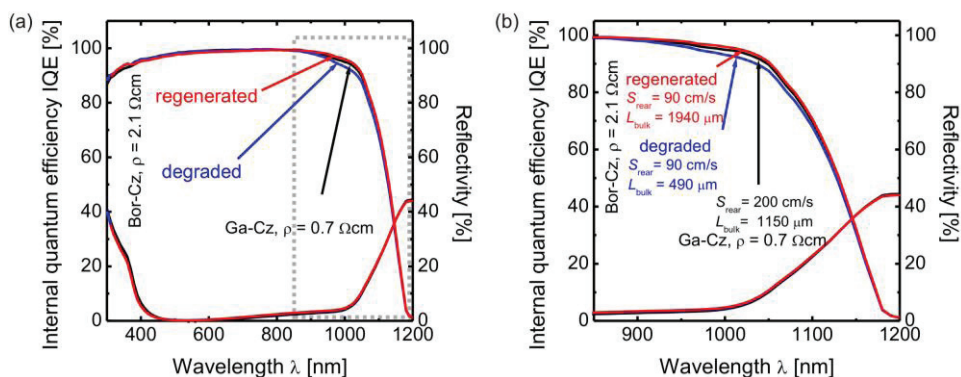 (a)
100
80
60
40
20
0
Internal quantum efficiency IQE [%]
Bor-Cz, ρ = 2.1 Ωcm
regenerated
degraded
Ga-Cz, ρ = 0.7 Ωcm
400
600
800
1000
1200
Wavelength λ [nm]
100
80
60
40
20
0
Reflectivity [%]
(b)
100
80
60
40
20
0
Internal quantum efficiency IQE [%]
Bor-Cz, ρ = 2.1 Ωcm
regenerated
S_rear = 90 cm/s
L_bulk = 1940 μm
degraded
S_rear = 90 cm/s
L_bulk = 490 μm
S_rear = 200 cm/s
L_bulk = 1150 μm
Ga-Cz, ρ = 0.7 Ωcm
900
1000
1100
1200
Wavelength λ [nm]
100
80
60
40
20
0
Reflectivity [%]